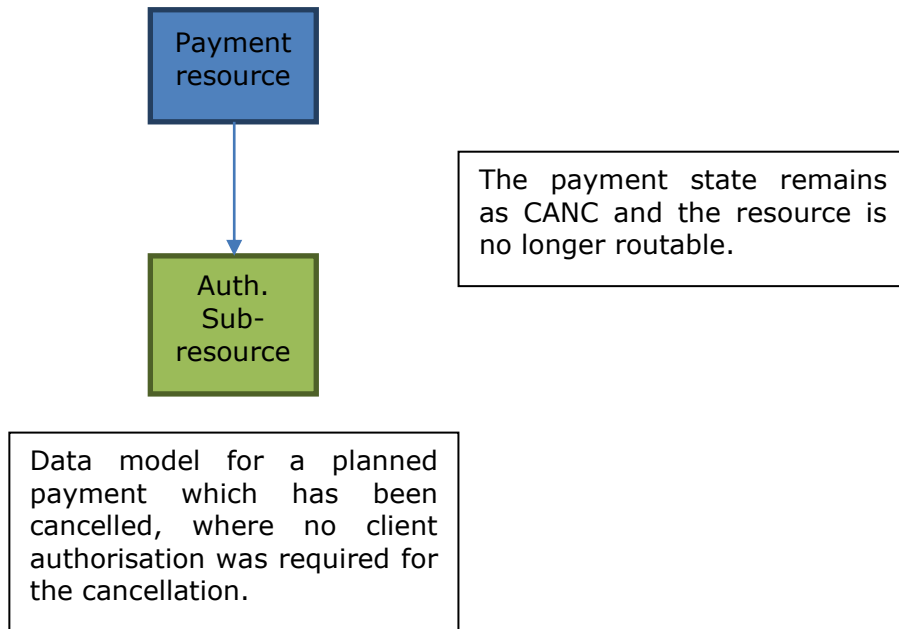 Payment
resource
The payment state remains
as CANC and the resource is
no longer routable.
Auth.
Sub-
resource
Data model for a planned
payment which has been
cancelled, where no client
authorisation was required for
the cancellation.